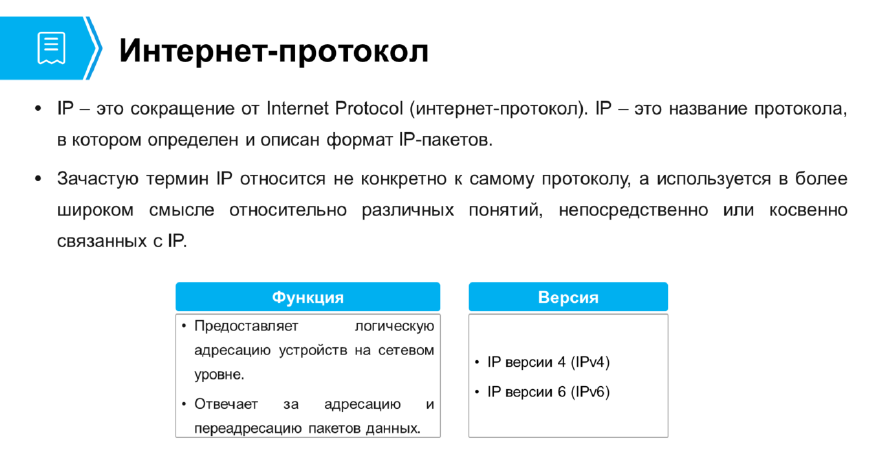 Интернет-протокол
• IP – это сокращение от Internet Protocol (интернет-протокол). IP – это название протокола,
в котором определен и описан формат IP-пакетов.
• Зачастую термин IP относится не конкретно к самому протоколу, а используется в более
широком смысле относительно различных понятий, непосредственно или косвенно
связанных с IP.
Функция
• Предоставляет логическую
адресацию устройств на сетевом
уровне.
• Отвечает за адресацию и
переадресацию пакетов данных.
Версия
• IP версии 4 (IPv4)
• IP версии 6 (IPv6)